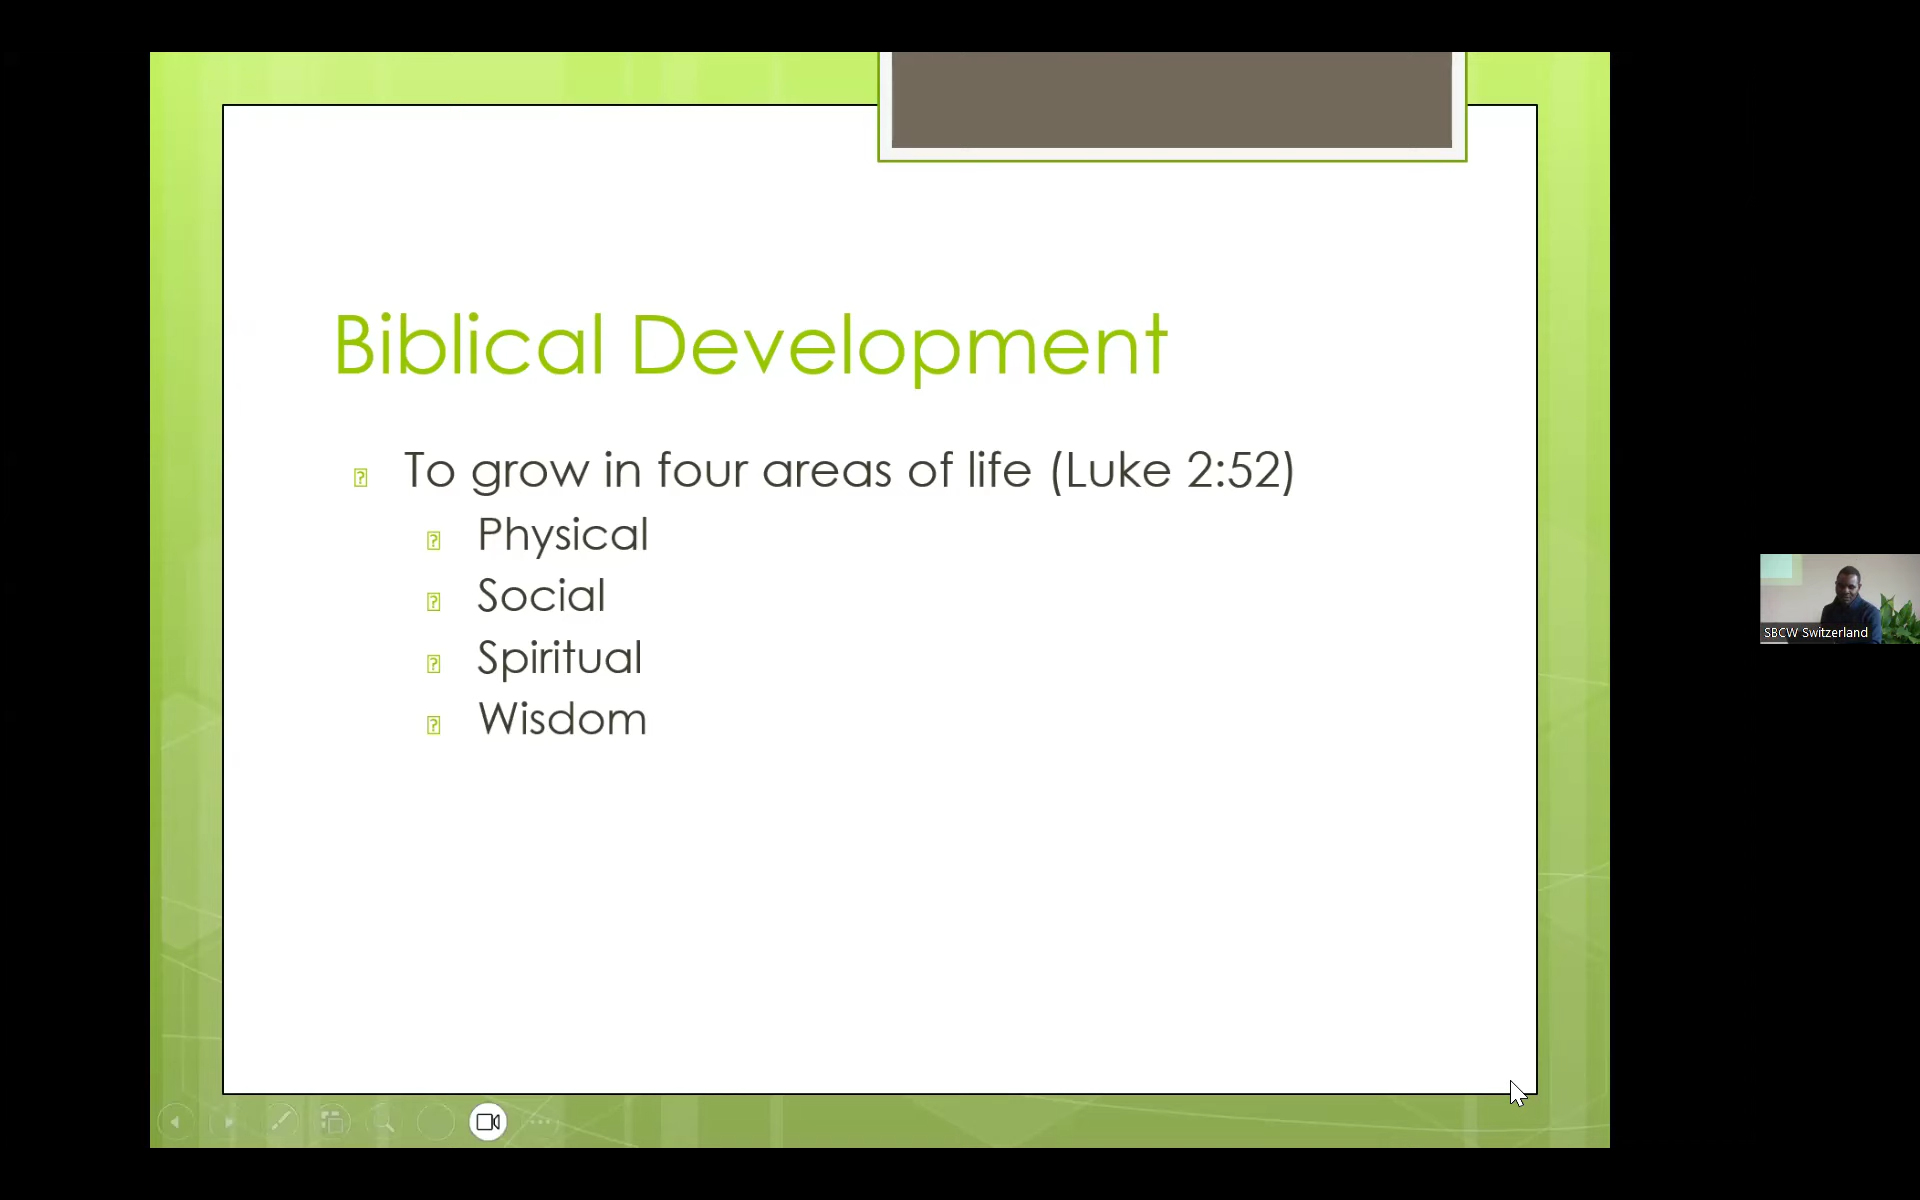 Biblical Development
To grow in four areas of life (Luke 2:52)
Physical
Social
Spiritual
Wisdom
SBCW Switzerland